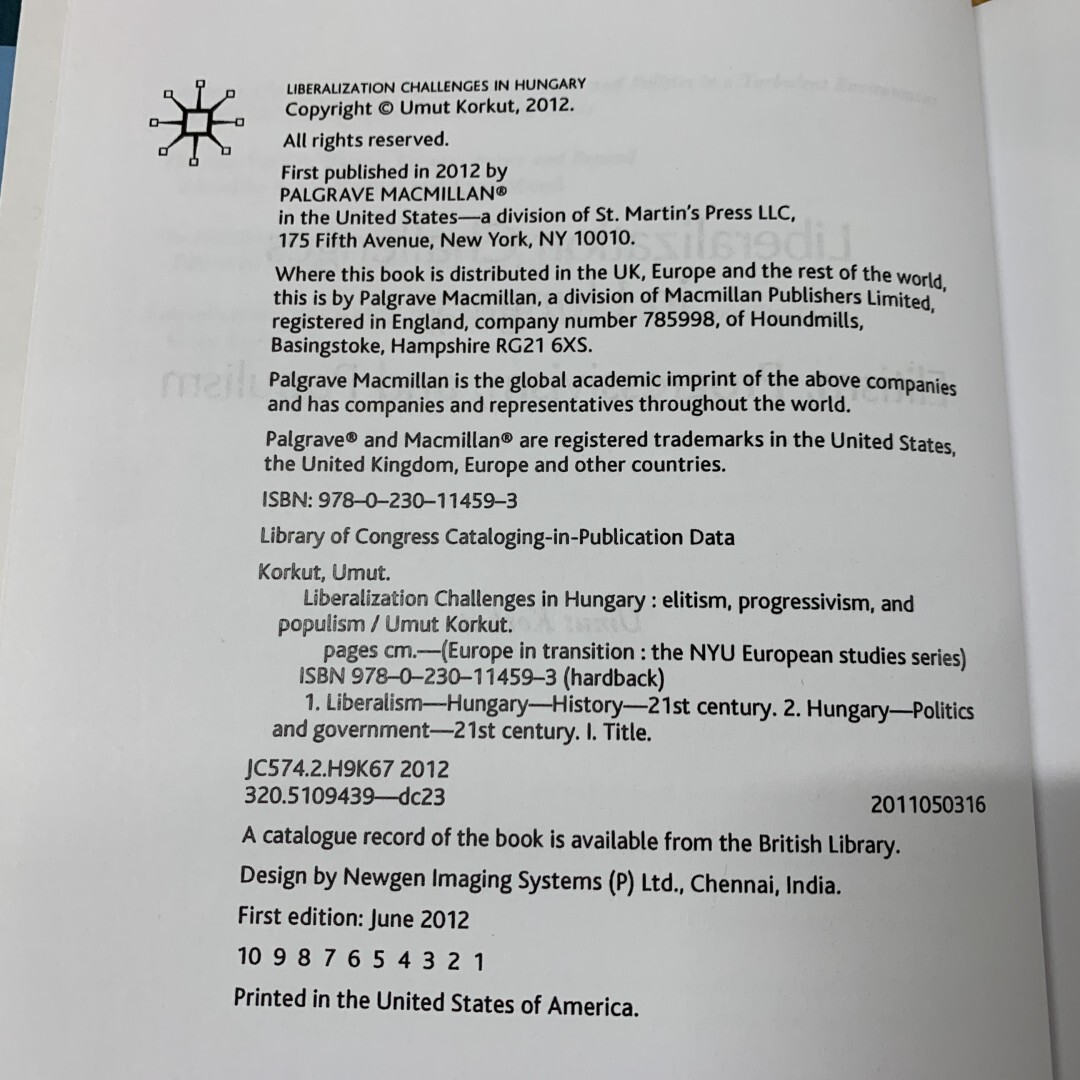 LIBERALIZATION CHALLENGES IN HUNGARY
Copyright © Umut Korkut, 2012.
All rights reserved.
First published in 2012 by
PALGRAVE MACMILLAN®
in the United States—a division of St. Martin's Press LLC,
175 Fifth Avenue, New York, NY 10010.
Where this book is distributed in the UK, Europe and the rest of the world,
this is by Palgrave Macmillan, a division of Macmillan Publishers Limited,
registered in England, company number 785998, of Houndmills,
Basingstoke, Hampshire RG21 6XS.
Palgrave Macmillan is the global academic imprint of the above companies
and has companies and representatives throughout the world.
Palgrave® and Macmillan® are registered trademarks in the United States,
the United Kingdom, Europe and other countries.
ISBN: 978–0–230–11459–3
Library of Congress Cataloging-in-Publication Data
Korkut, Umut.
Liberalization Challenges in Hungary : elitism, progressivism, and
populism / Umut Korkut.
pages cm.—(Europe in transition : the NYU European studies series)
ISBN 978–0–230–11459–3 (hardback)
1. Liberalism—Hungary—History—21st century. 2. Hungary—Politics
and government—21st century. I. Title.
JC574.2.H9K67 2012
320.5109439—dc23
2011050316
A catalogue record of the book is available from the British Library.
Design by Newgen Imaging Systems (P) Ltd., Chennai, India.
First edition: June 2012
10 9 8 7 6 5 4 3 2 1
Printed in the United States of America.